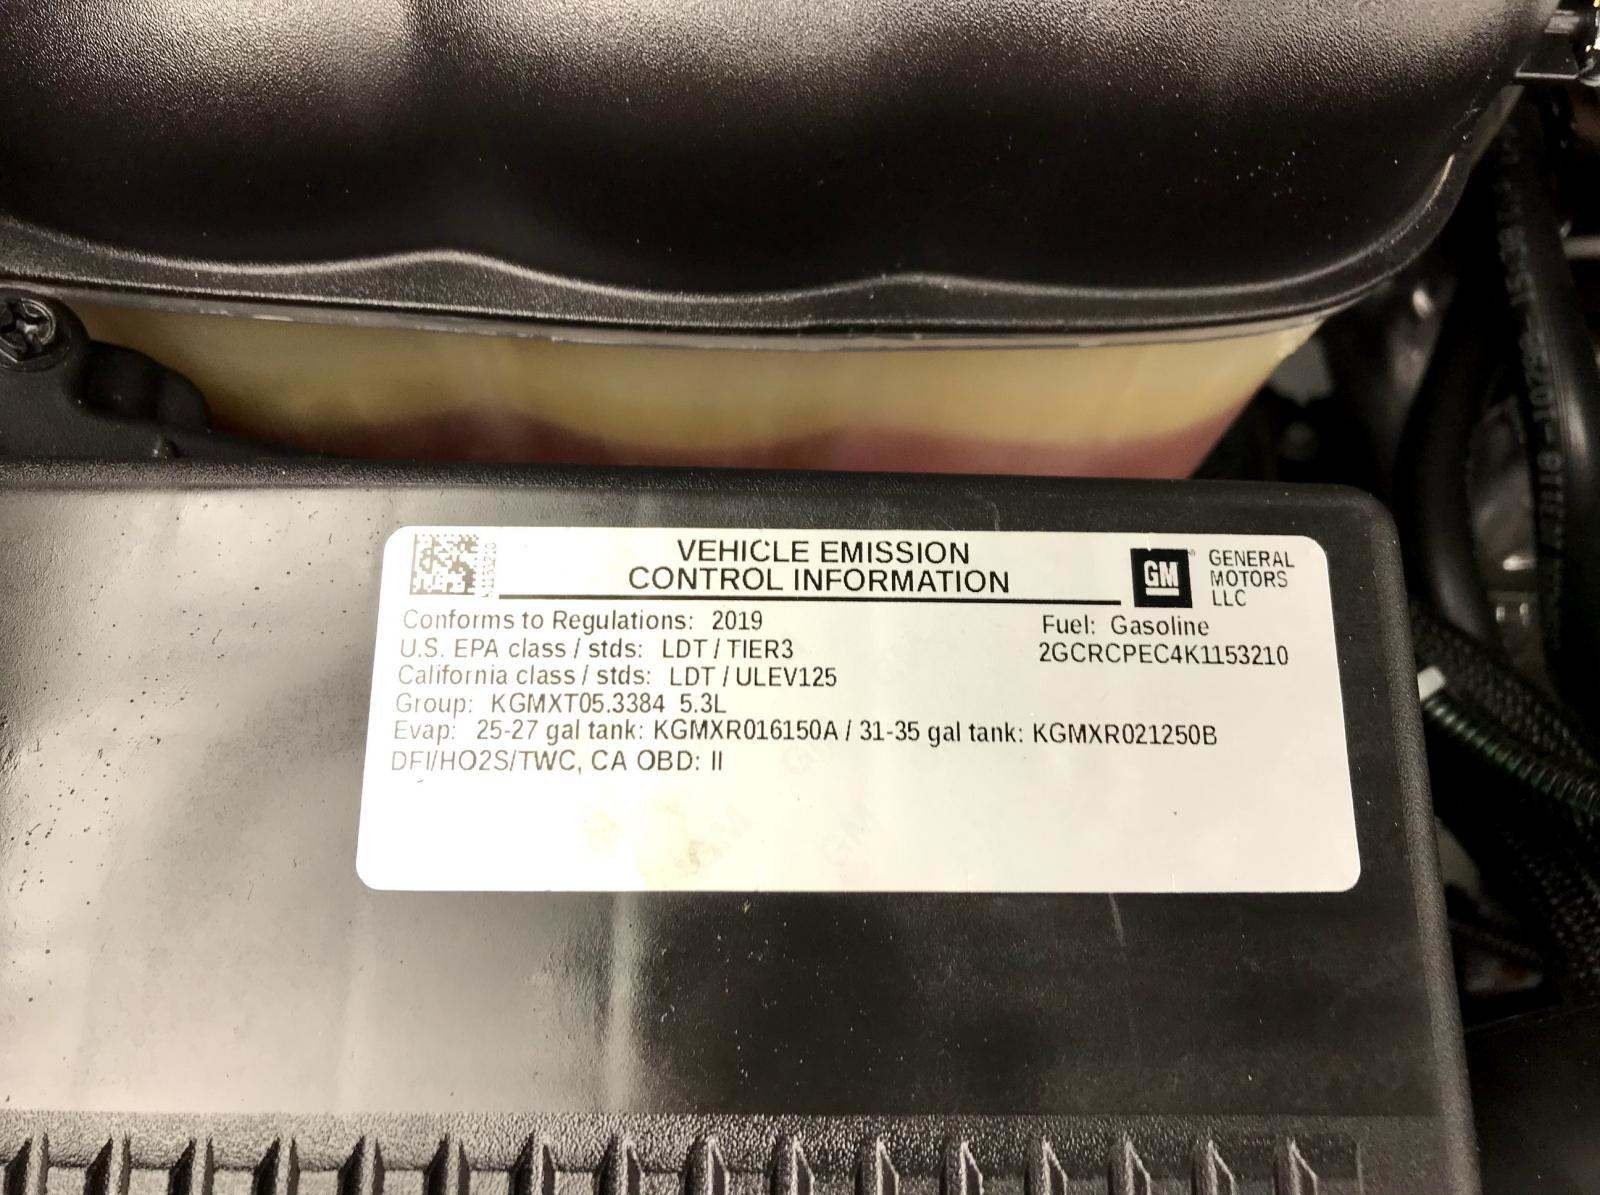 VEHICLE EMISSION
CONTROL INFORMATION
GM
GENERAL
MOTORS
LLC
Conforms to Regulations: 2019
Fuel: Gasoline
U.S. EPA class / stds: LDT / TIER3
2GCRCPEC4K1153210
California class / stds: LDT / ULEV125
Group: KGMXT05.3384 5.3L
Evap: 25-27 gal tank: KGMXR016150A / 31-35 gal tank: KGMXR021250B
DFI/HO2S/TWC, CA OBD: II